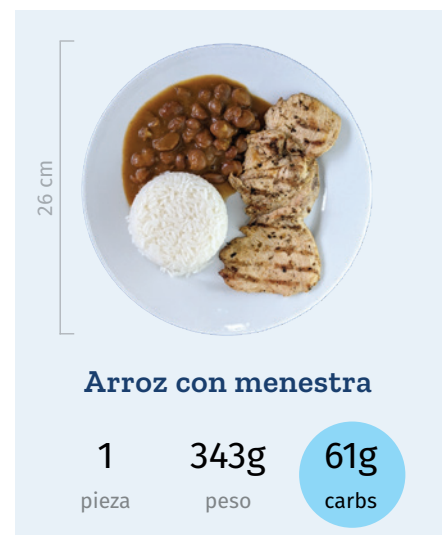 26 cm
Arroz con menestra
1 343g 61g
pieza peso carbs